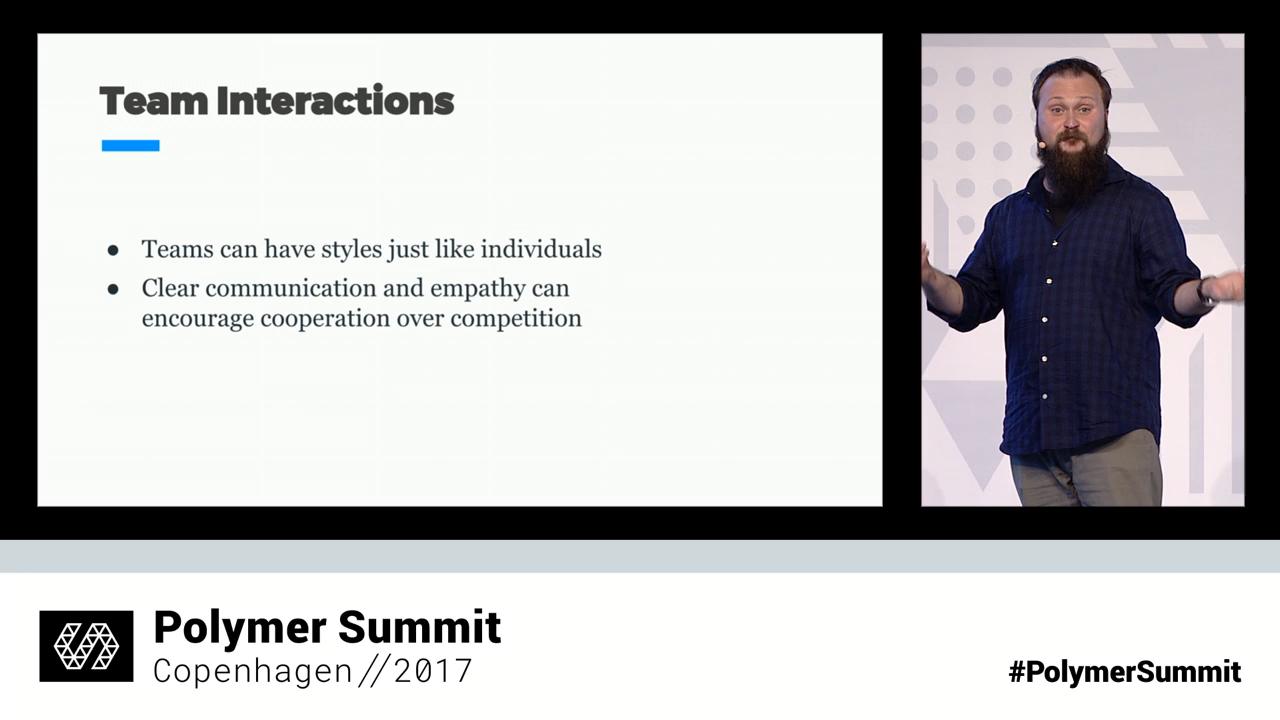 Team Interactions
● Teams can have styles just like individuals
● Clear communication and empathy can
encourage cooperation over competition
Polymer Summit
Copenhagen//2017
#PolymerSummit